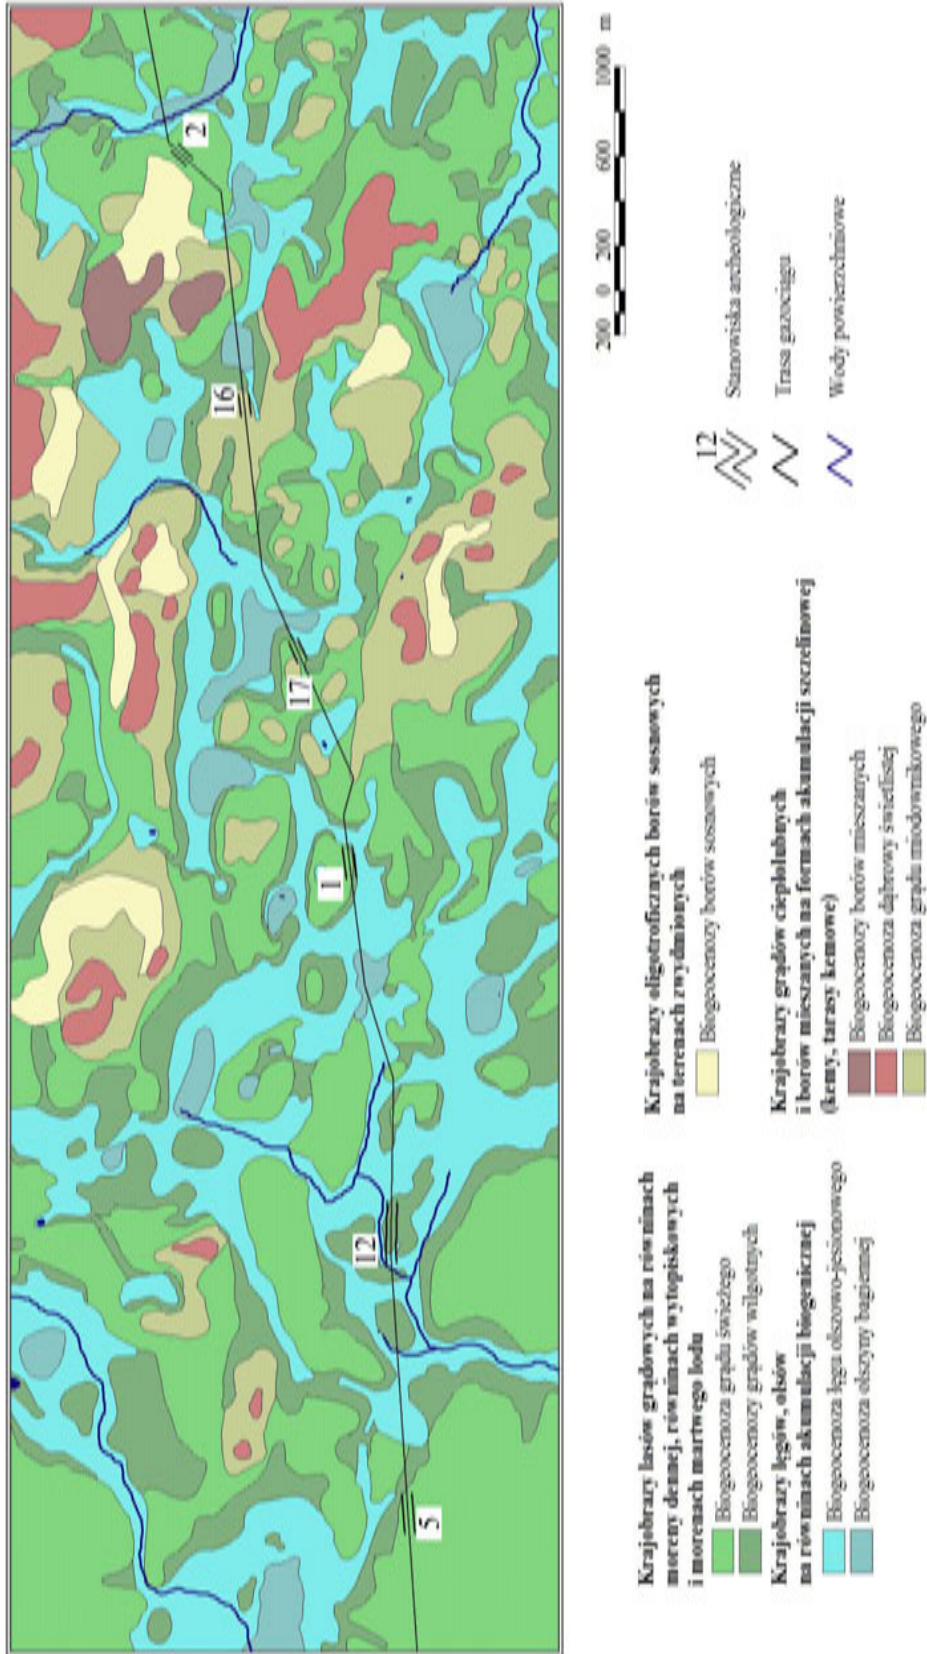 2
16
17
1
12
5
Krajobrazy lasów grądowych na równinach
moreny dennej, równinach wytopiskowych
i morenach martwego lodu
Biogeocenoza grądu świeżego
Biogeocenozy grądów wilgotnych
Krajobrazy łęgów, olsów
na równinach akumulacji biogenicznej
Biogeocenoza łęgu olszowo-jesionowego
Biogeocenoza olszyny bagiennej
Krajobrazy oligotroficznych borów sosnowych
na terenach zwydmionych
Biogeocenozy borów sosnowych
Krajobrazy grądów ciepłolubnych
i borów mieszanych na formach akumulacji szczelinowej
(kemy, tarasy kemowe)
Biogeocenozy borów mieszanych
Biogeocenoza dąbrowy świetlistej
Biogeocenoza grądu miodownikowego
200 0 200 600 1000 m
12
Stanowiska archeologiczne
Trasa gazociągu
Wody powierzchniowe